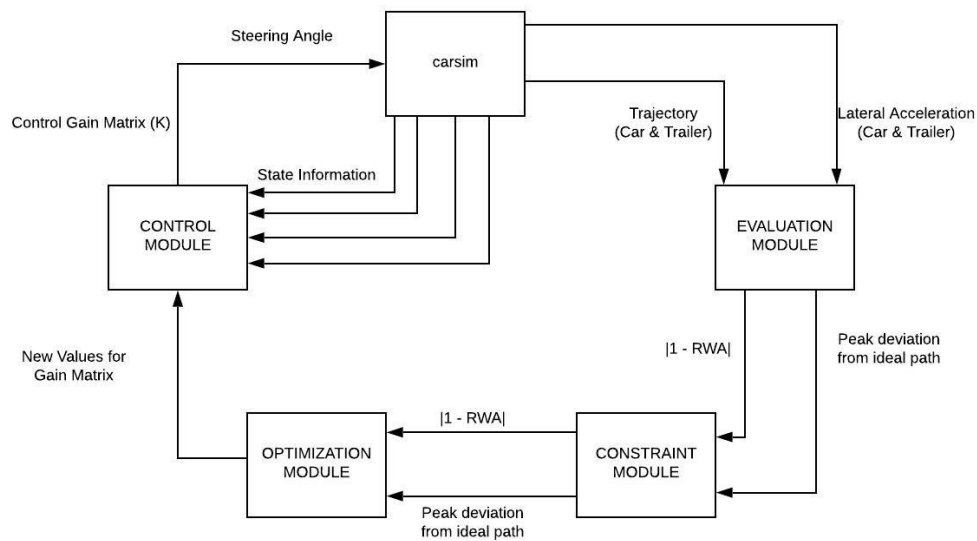 Steering Angle
carsim
Control Gain Matrix (K)
Trajectory
(Car & Trailer)
Lateral Acceleration
(Car & Trailer)
State Information
CONTROL
MODULE
EVALUATION
MODULE
New Values for
Gain Matrix
|1 - RWA|
Peak deviation
from ideal path
|1 - RWA|
OPTIMIZATION
MODULE
CONSTRAINT
MODULE
Peak deviation
from ideal path